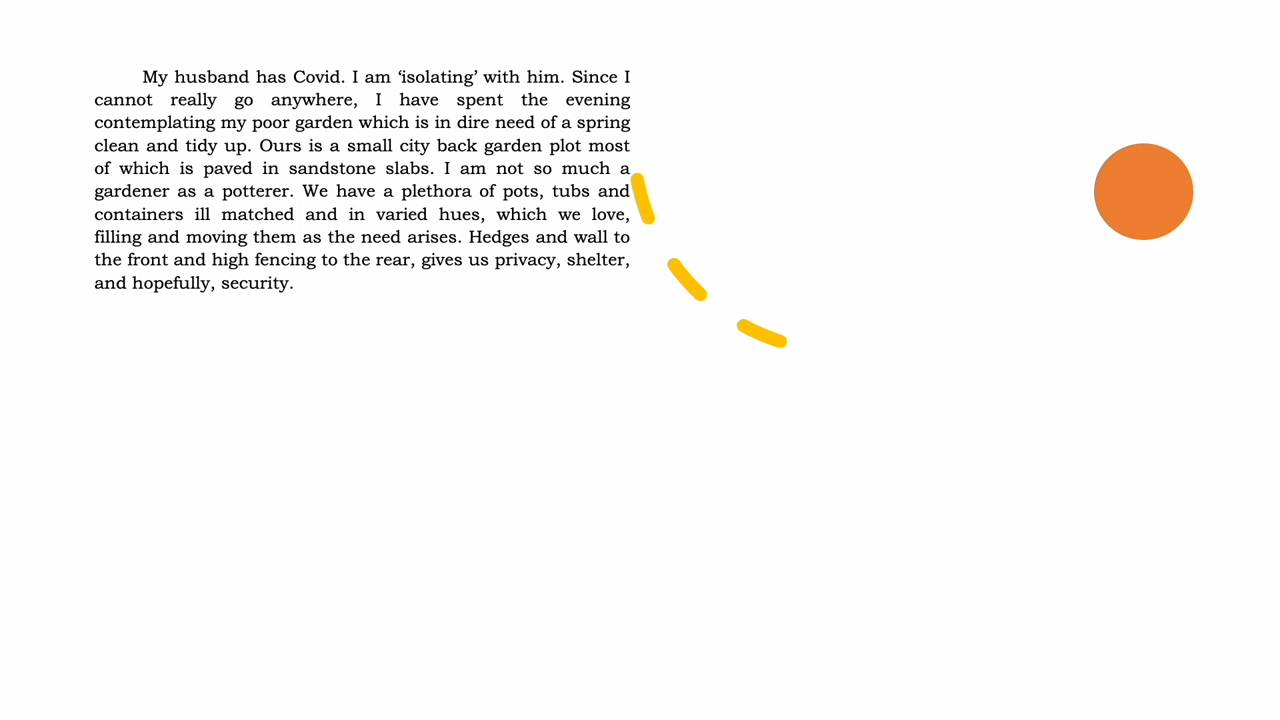 My husband has Covid. I am ‘isolating’ with him. Since I
cannot really go anywhere, I have spent the evening
contemplating my poor garden which is in dire need of a spring
clean and tidy up. Ours is a small city back garden plot most
of which is paved in sandstone slabs. I am not so much a
gardener as a potterer. We have a plethora of pots, tubs and
containers ill matched and in varied hues, which we love,
filling and moving them as the need arises. Hedges and wall to
the front and high fencing to the rear, gives us privacy, shelter,
and hopefully, security.